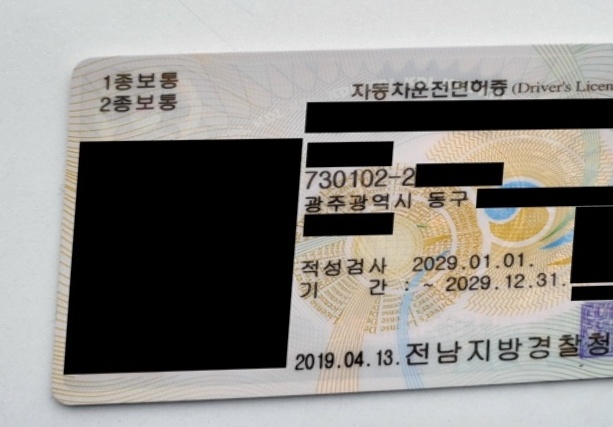 1종보통
2종보통
자동차운전면허증 (Driver's Licen
730102-2
광주광역시 동구
적성검사 2029.01.01.
기 간 : ~ 2029.12.31.
2019.04.13. 전남지방경찰청